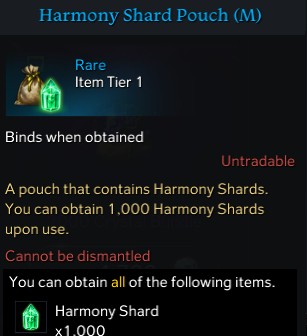 Harmony Shard Pouch (M)
Rare
Item Tier 1
Binds when obtained
Untradable
A pouch that contains Harmony Shards.
You can obtain 1,000 Harmony Shards
upon use.
Cannot be dismantled
You can obtain all of the following items.
Harmony Shard
x1,000